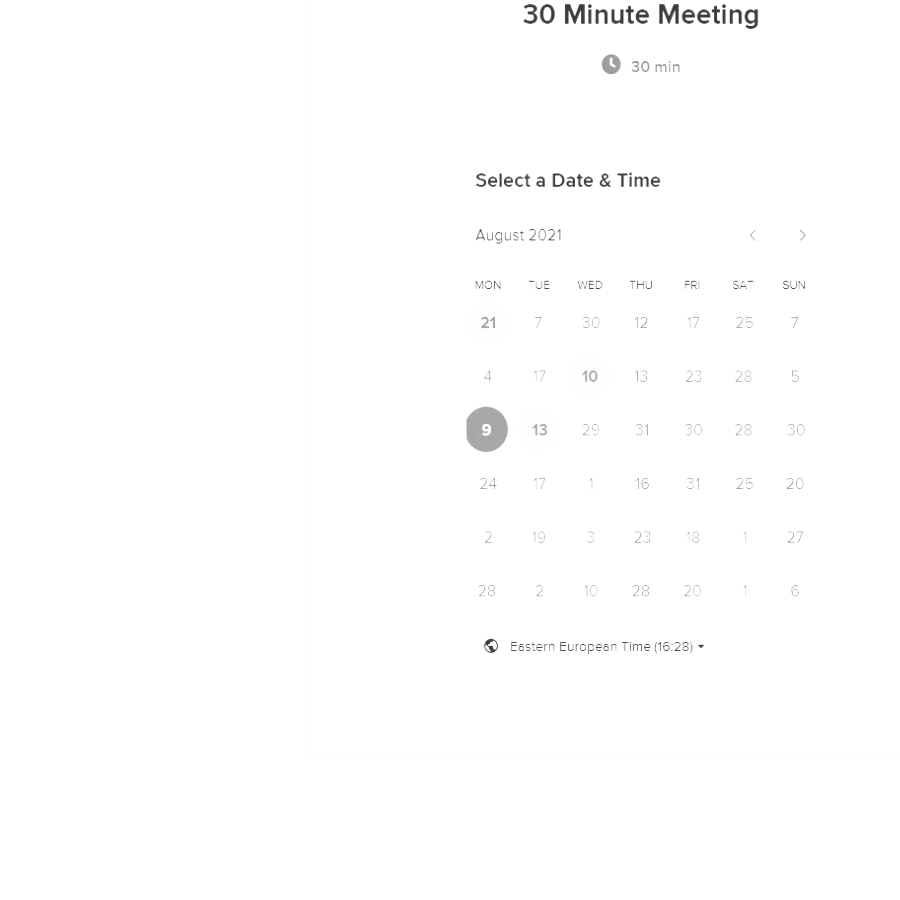 30 Minute Meeting
30 min
Select a Date & Time
August 2021
MON TUE WED THU FRI SAT SUN
21 7 30 12 17 25 7
4 17 10 13 23 28 5
9 13 29 31 30 28 30
24 17 1 16 31 25 20
2 19 3 23 18 1 27
28 2 10 28 20 1 6
Eastern European Time (16:28)